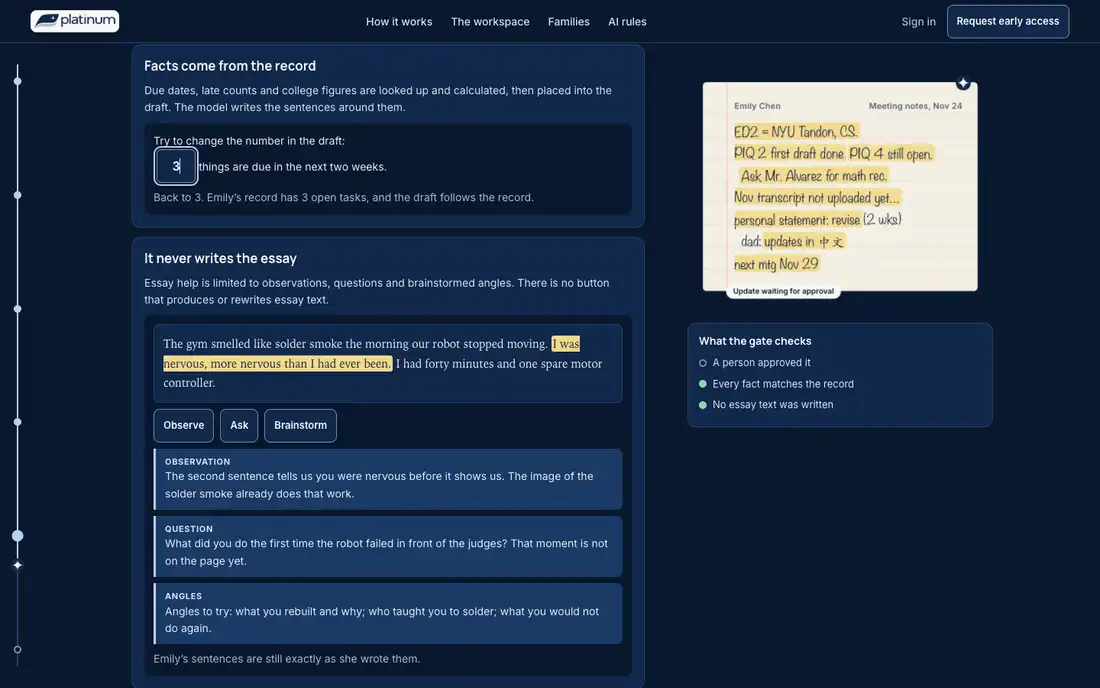 platinum
How it works
The workspace
Families
AI rules
Sign in
Request early access
Facts come from the record
Due dates, late counts and college figures are looked up and calculated, then placed into the
draft. The model writes the sentences around them.
Try to change the number in the draft:
3 things are due in the next two weeks.
Back to 3. Emily’s record has 3 open tasks, and the draft follows the record.
It never writes the essay
Essay help is limited to observations, questions and brainstormed angles. There is no button
that produces or rewrites essay text.
The gym smelled like solder smoke the morning our robot stopped moving. I was
nervous, more nervous than I had ever been. I had forty minutes and one spare motor
controller.
Observe
Ask
Brainstorm
OBSERVATION
The second sentence tells us you were nervous before it shows us. The image of the
solder smoke already does that work.
QUESTION
What did you do the first time the robot failed in front of the judges? That moment is not
on the page yet.
ANGLES
Angles to try: what you rebuilt and why; who taught you to solder; what you would not
do again.
Emily’s sentences are still exactly as she wrote them.
Emily Chen
Meeting notes, Nov 24
ED2 = NYU Tandon, CS.
PIQ 2 first draft done PIQ 4 still open.
Ask Mr. Alvarez for math rec.
Nov transcript not uploaded yet...
personal statement: revise (2 wks)
dad: updates in 中文
next mtg Nov 29
Update waiting for approval
What the gate checks
A person approved it
Every fact matches the record
No essay text was written